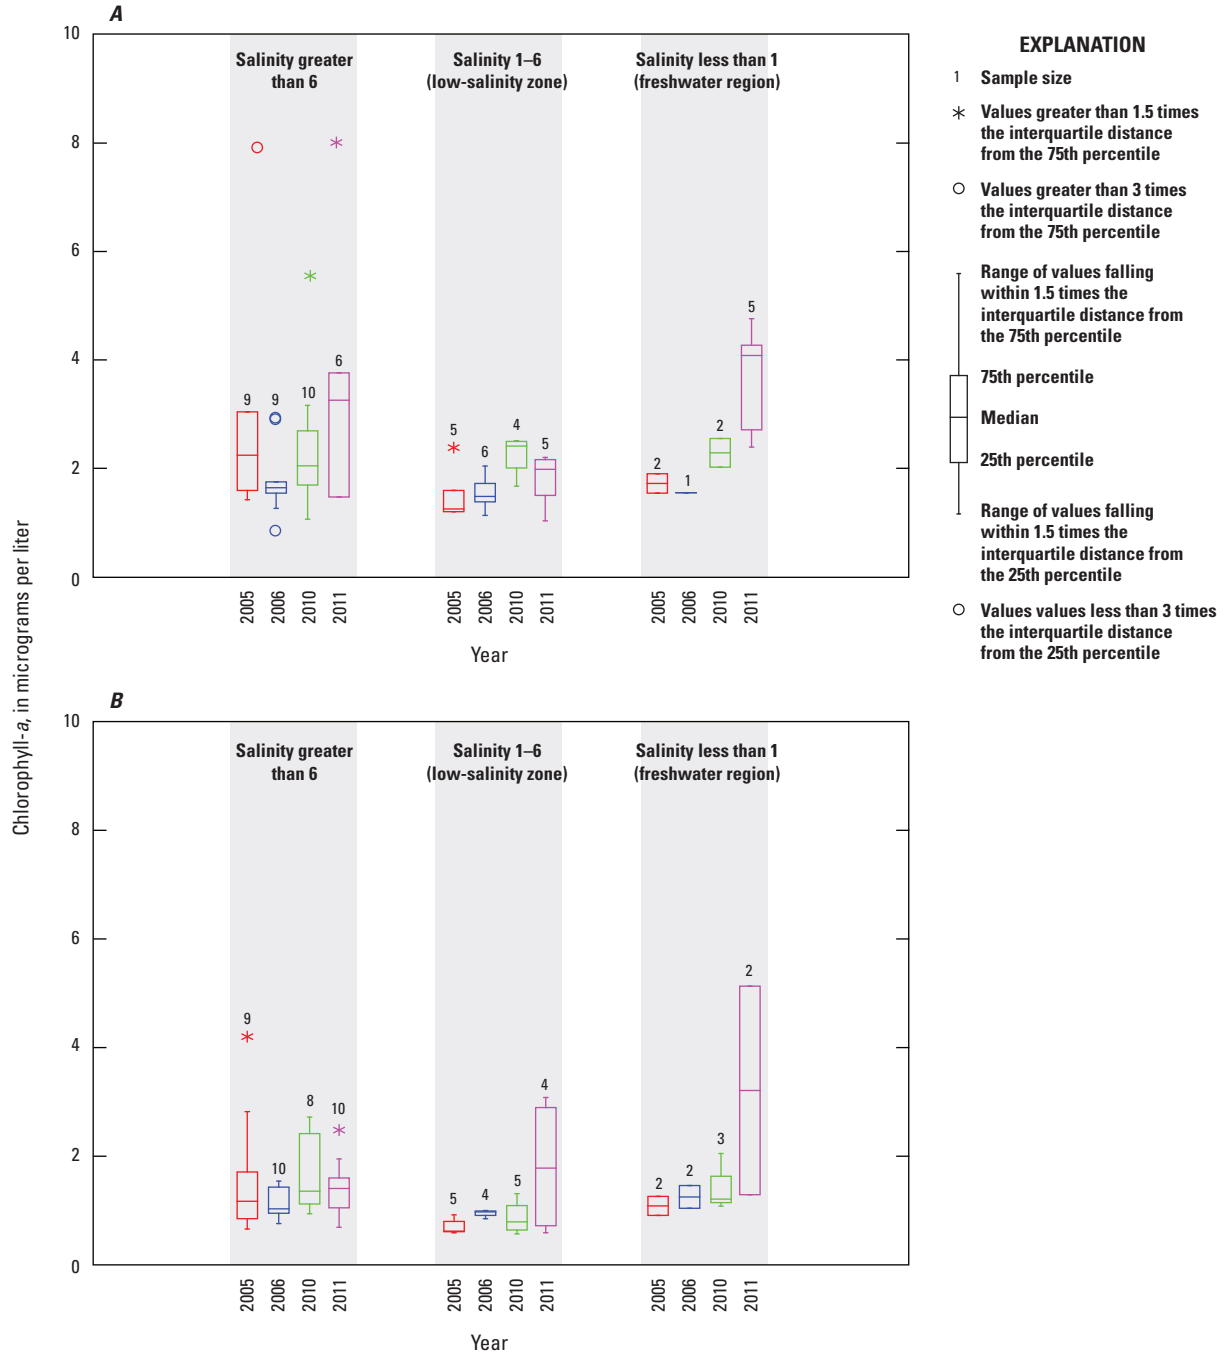 A
10
8
6
4
2
0
Salinity greater
than 6
Salinity 1–6
(low-salinity zone)
Salinity less than 1
(freshwater region)
9
9
10
6
5
6
4
5
2
1
2
5
2005
2006
2010
2011
2005
2006
2010
2011
2005
2006
2010
2011
Year
EXPLANATION
1 Sample size
Values greater than 1.5 times
the interquartile distance
from the 75th percentile
Values greater than 3 times
the interquartile distance
from the 75th percentile
Range of values falling
within 1.5 times the
interquartile distance from
the 75th percentile
75th percentile
Median
25th percentile
Range of values falling
within 1.5 times the
interquartile distance from
the 25th percentile
Values values less than 3 times
the interquartile distance
from the 25th percentile
Chlorophyll-a, in micrograms per liter
B
10
8
6
4
2
0
Salinity greater
than 6
Salinity 1–6
(low-salinity zone)
Salinity less than 1
(freshwater region)
9
10
8
10
5
4
5
4
2
2
3
2
2005
2006
2010
2011
2005
2006
2010
2011
2005
2006
2010
2011
Year